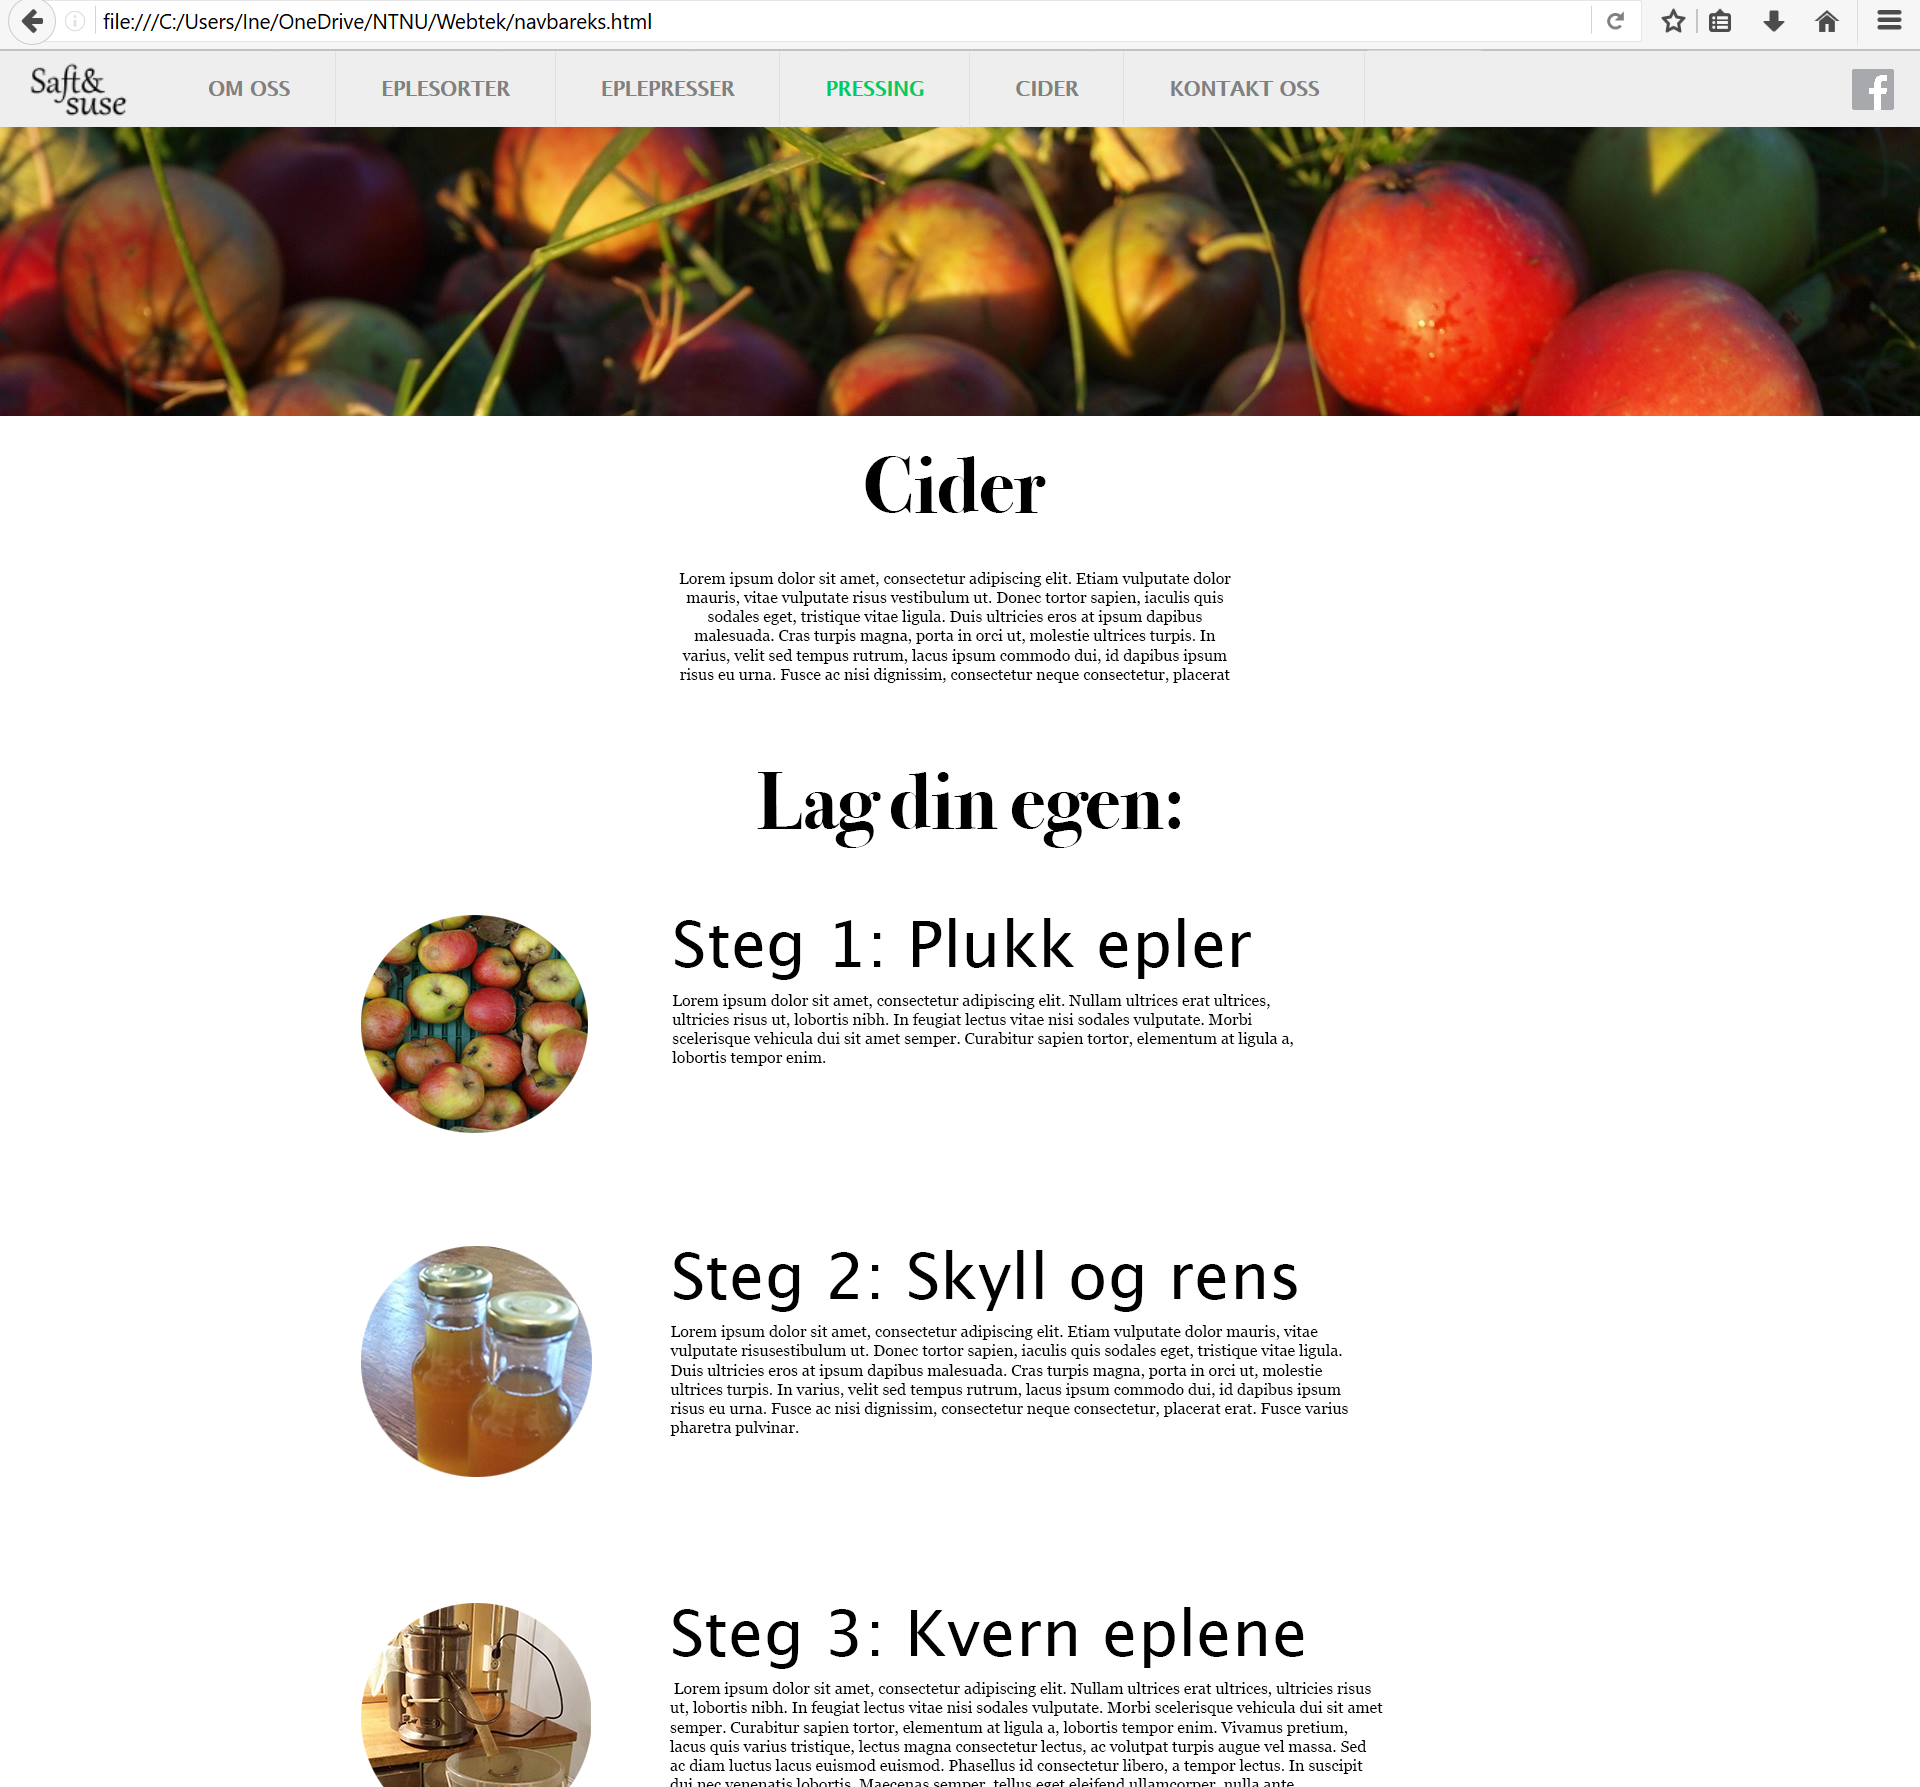 file:///C:/Users/Ine/OneDrive/NTNU/Webtek/navbareks.html
Saft&
suse
OM OSS
EPLESORTER
EPLEPRESSER
PRESSING
CIDER
KONTAKT OSS
f
Cider
Lorem ipsum dolor sit amet, consectetur adipiscing elit. Etiam vulputate dolor
mauris, vitae vulputate risus vestibulum ut. Donec tortor sapien, iaculis quis
sodales eget, tristique vitae ligula. Duis ultricies eros at ipsum dapibus
malesuada. Cras turpis magna, porta in orci ut, molestie ultrices turpis. In
varius, velit sed tempus rutrum, lacus ipsum commodo dui, id dapibus ipsum
risus eu urna. Fusce ac nisi dignissim, consectetur neque consectetur, placerat
Lag din egen:
Steg 1: Plukk epler
Lorem ipsum dolor sit amet, consectetur adipiscing elit. Nullam ultrices erat ultrices,
ultricies risus ut, lobortis nibh. In feugiat lectus vitae nisi sodales vulputate. Morbi
scelerisque vehicula dui sit amet semper. Curabitur sapien tortor, elementum at ligula a,
lobortis tempor enim.
Steg 2: Skyll og rens
Lorem ipsum dolor sit amet, consectetur adipiscing elit. Etiam vulputate dolor mauris, vitae
vulputate risusestibulum ut. Donec tortor sapien, iaculis quis sodales eget, tristique vitae ligula.
Duis ultricies eros at ipsum dapibus malesuada. Cras turpis magna, porta in orci ut, molestie
ultrices turpis. In varius, velit sed tempus rutrum, lacus ipsum commodo dui, id dapibus ipsum
risus eu urna. Fusce ac nisi dignissim, consectetur neque consectetur, placerat erat. Fusce varius
pharetra pulvinar.
Steg 3: Kvern eplene
Lorem ipsum dolor sit amet, consectetur adipiscing elit. Nullam ultrices erat ultrices, ultricies risus
ut, lobortis nibh. In feugiat lectus vitae nisi sodales vulputate. Morbi scelerisque vehicula dui sit amet
semper. Curabitur sapien tortor, elementum at ligula a, lobortis tempor enim. Vivamus pretium,
lacus quis varius tristique, lectus magna consectetur lectus, ac volutpat turpis augue vel massa. Sed
ac diam luctus lacus euismod euismod. Phasellus id consectetur libero, a tempor lectus. In suscipit
dui nec venenatis lobortis. Maecenas semper, tellus eget eleifend ullamcorper, nulla ante